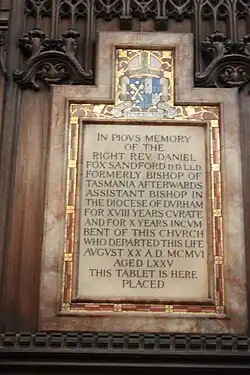 IN PIOVS MEMORY
OF THE
RIGHT REV. DANIEL
FOX SANDFORD D.D. LL.D.
FORMERLY BISHOP OF
TASMANIA AFTERWARDS
ASSISTANT BISHOP IN
THE DIOCESE OF DVRHAM
FOR XVIII YEARS CVRATE
AND FOR X YEARS INCVM
BENT OF THIS CHVRCH
WHO DEPARTED THIS LIFE
AVGVST XX A.D. MCMVI
AGED LXXV
THIS TABLET IS HERE
PLACED